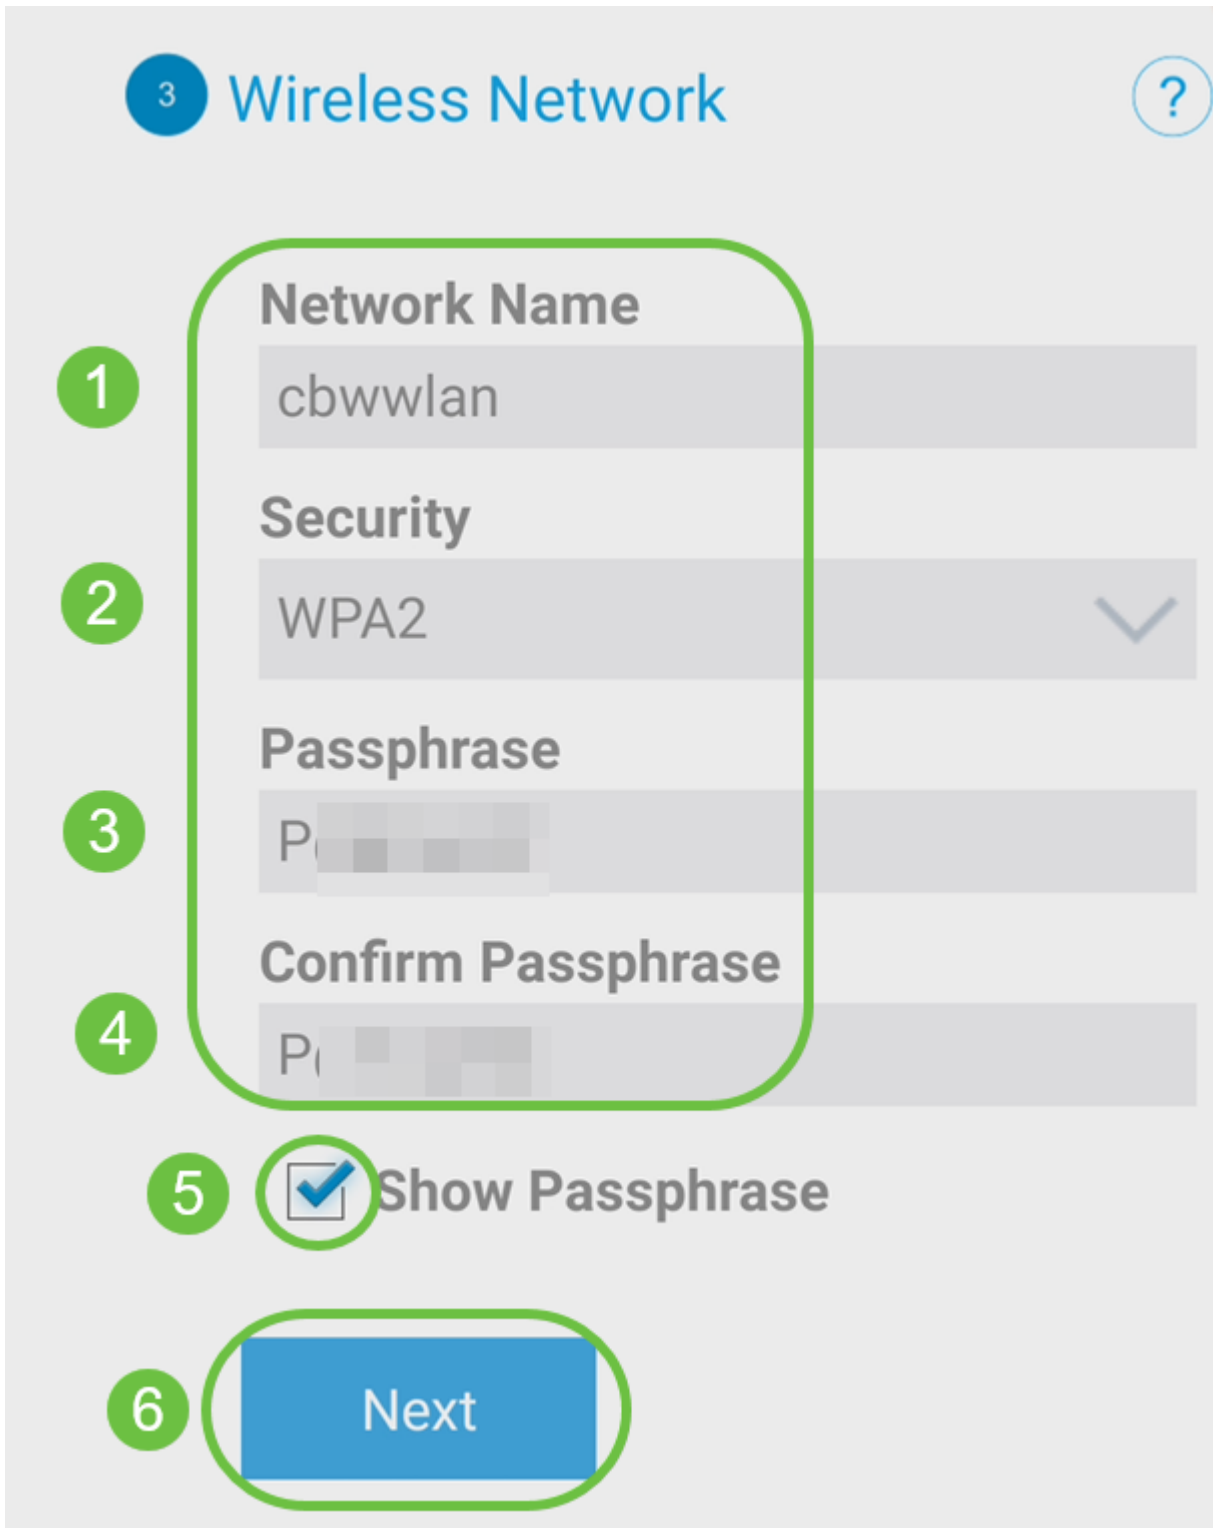 3 Wireless Network ?
Network Name
1 cbwwlan
Security
2 WPA2
Passphrase
3
Confirm Passphrase
4
5 Show Passphrase
6 Next